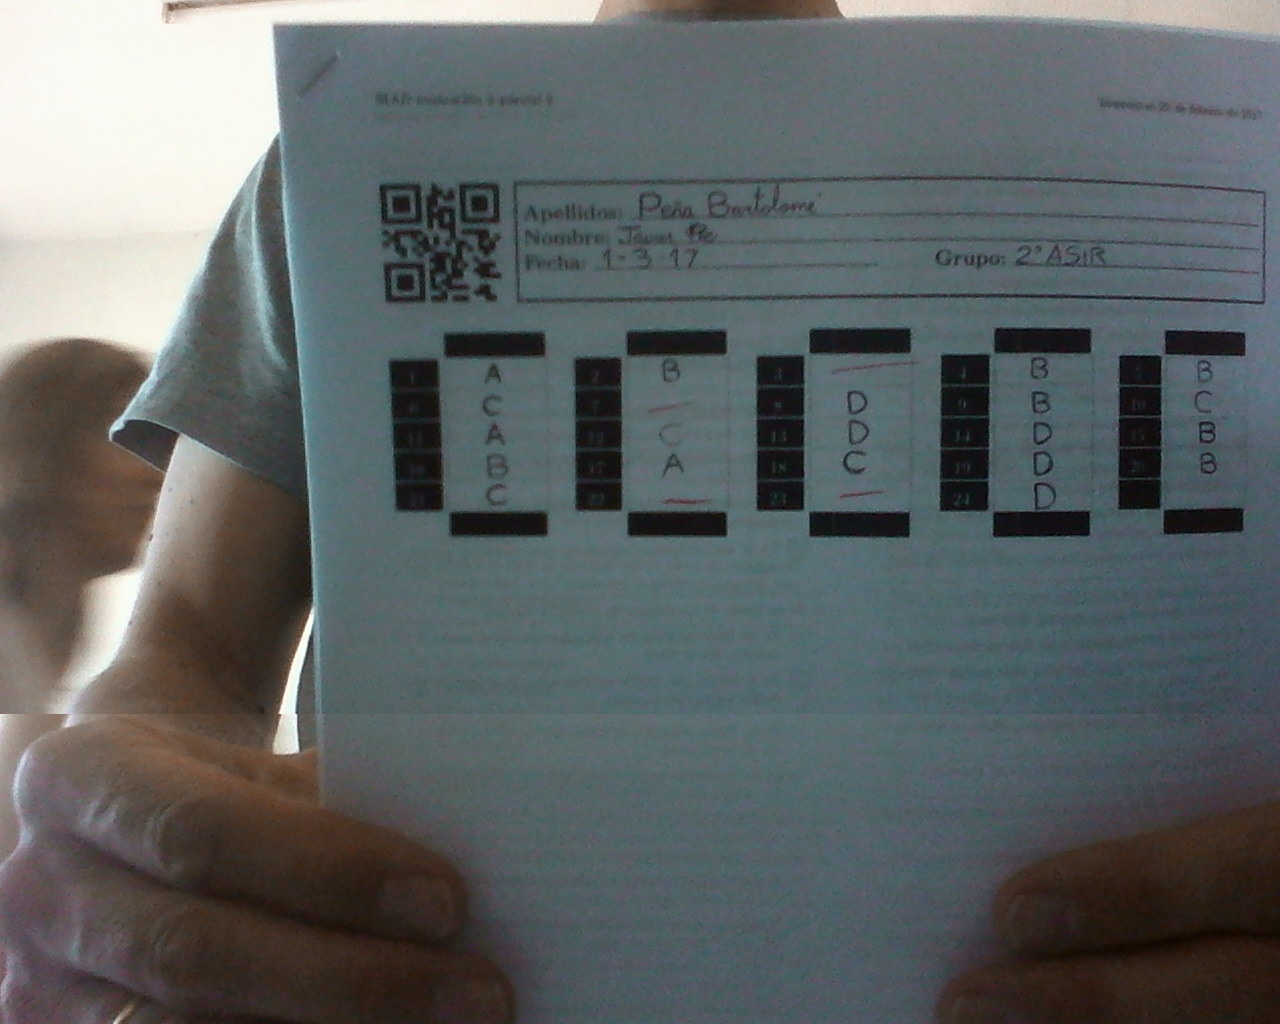 Apellidos: Peña Bartolomé
Nombre: Javier Pe
Fecha: 1-3 17 Grupo: 2º ASIR
1 A 2 B 3 4 B 5 B
6 C 7 8 D 9 B 10 C
11 A 12 C 13 D 14 D 15 B
16 B 17 A 18 C 19 D 20 B
21 C 22 23 24 D